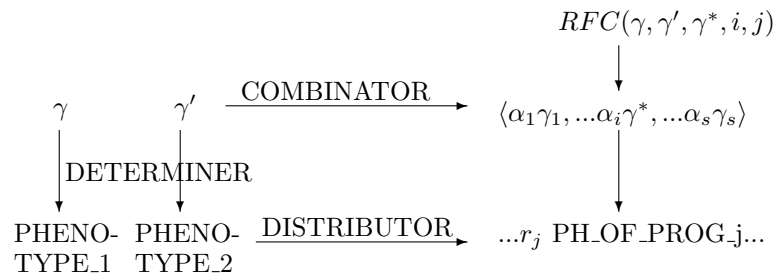 RFC(γ, γ′, γ*, i, j)
γ γ′ COMBINATOR ⟨α₁γ₁, ...αᵢγ*, ...αₛγₛ⟩
DETERMINER
PHENO- PHENO- DISTRIBUTOR ...rⱼ PH_OF_PROG_j...
TYPE_1 TYPE_2